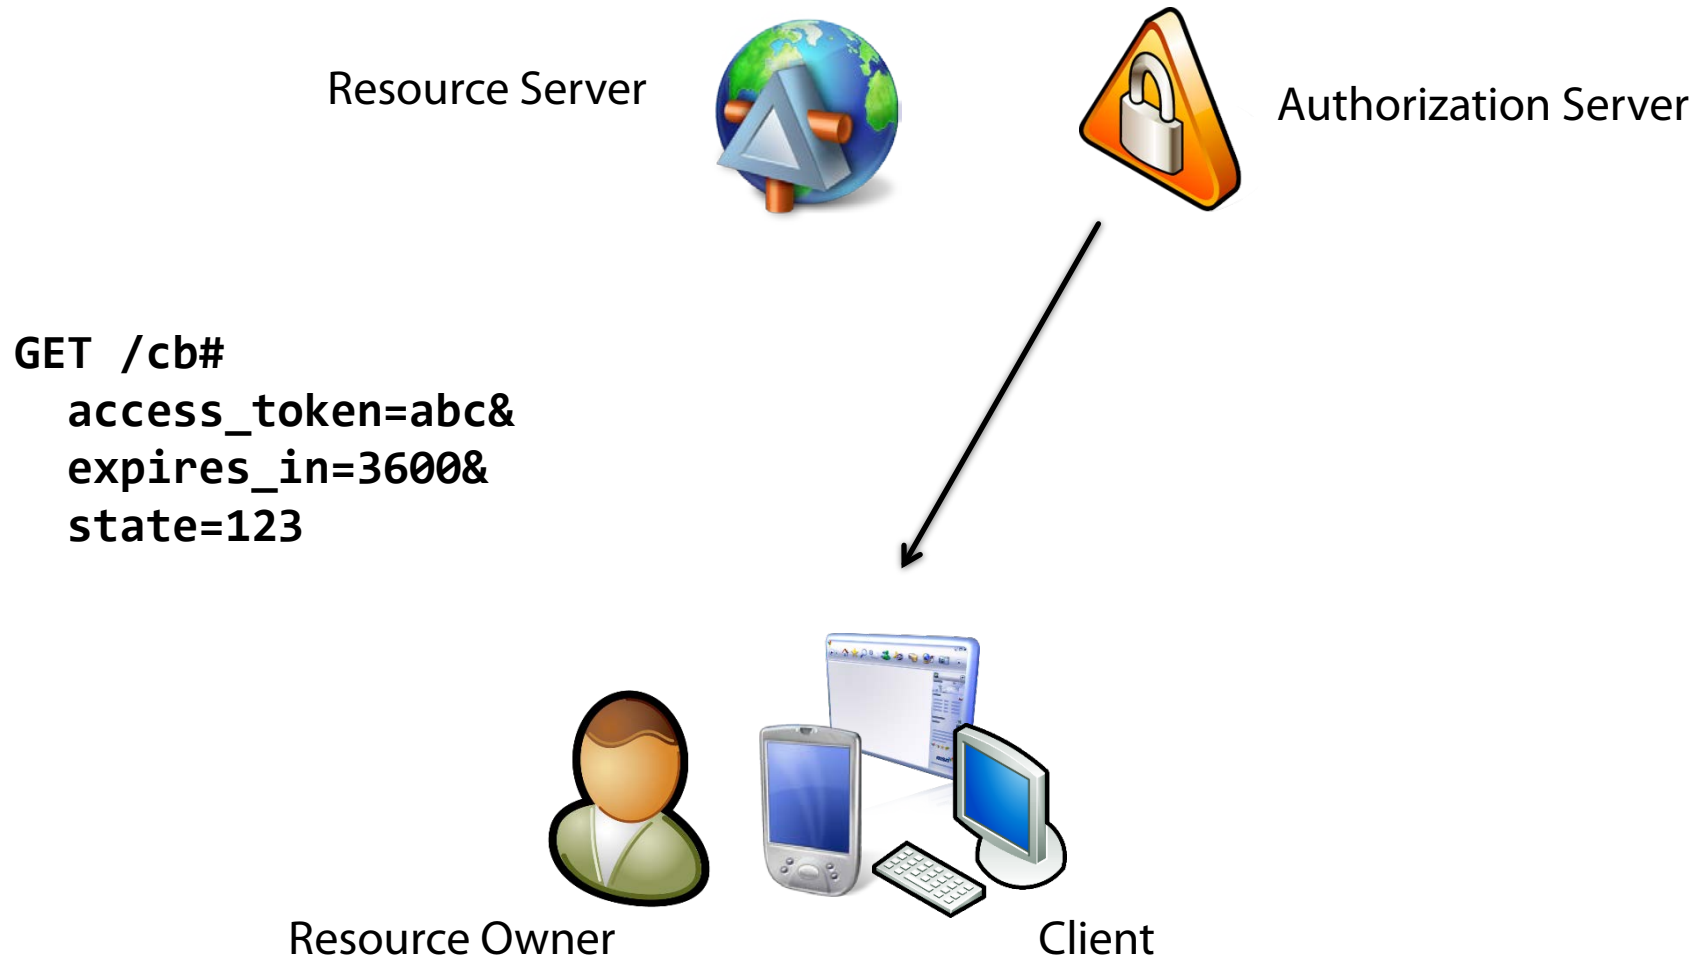 Resource Server
Authorization Server
GET /cb#
access_token=abc&
expires_in=3600&
state=123
Resource Owner
Client